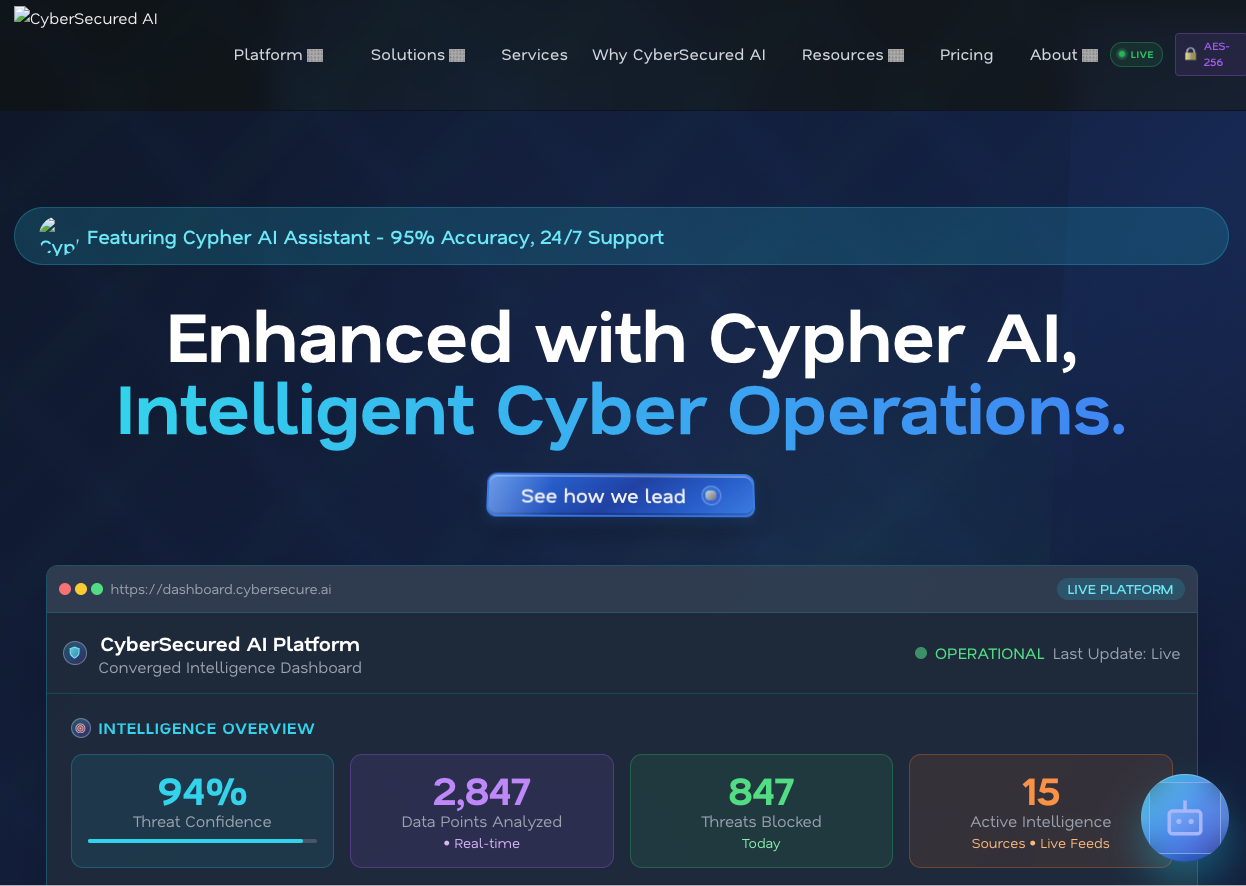 CyberSecured AI
Platform
Solutions
Services
Why CyberSecured AI
Resources
Pricing
About
LIVE
AES-
256
Cyp
Featuring Cypher AI Assistant - 95% Accuracy, 24/7 Support
Enhanced with Cypher AI,
Intelligent Cyber Operations.
See how we lead
https://dashboard.cybersecure.ai
LIVE PLATFORM
CyberSecured AI Platform
Converged Intelligence Dashboard
OPERATIONAL Last Update: Live
INTELLIGENCE OVERVIEW
94%
Threat Confidence
2,847
Data Points Analyzed
• Real-time
847
Threats Blocked
Today
15
Active Intelligence
Sources • Live Feeds